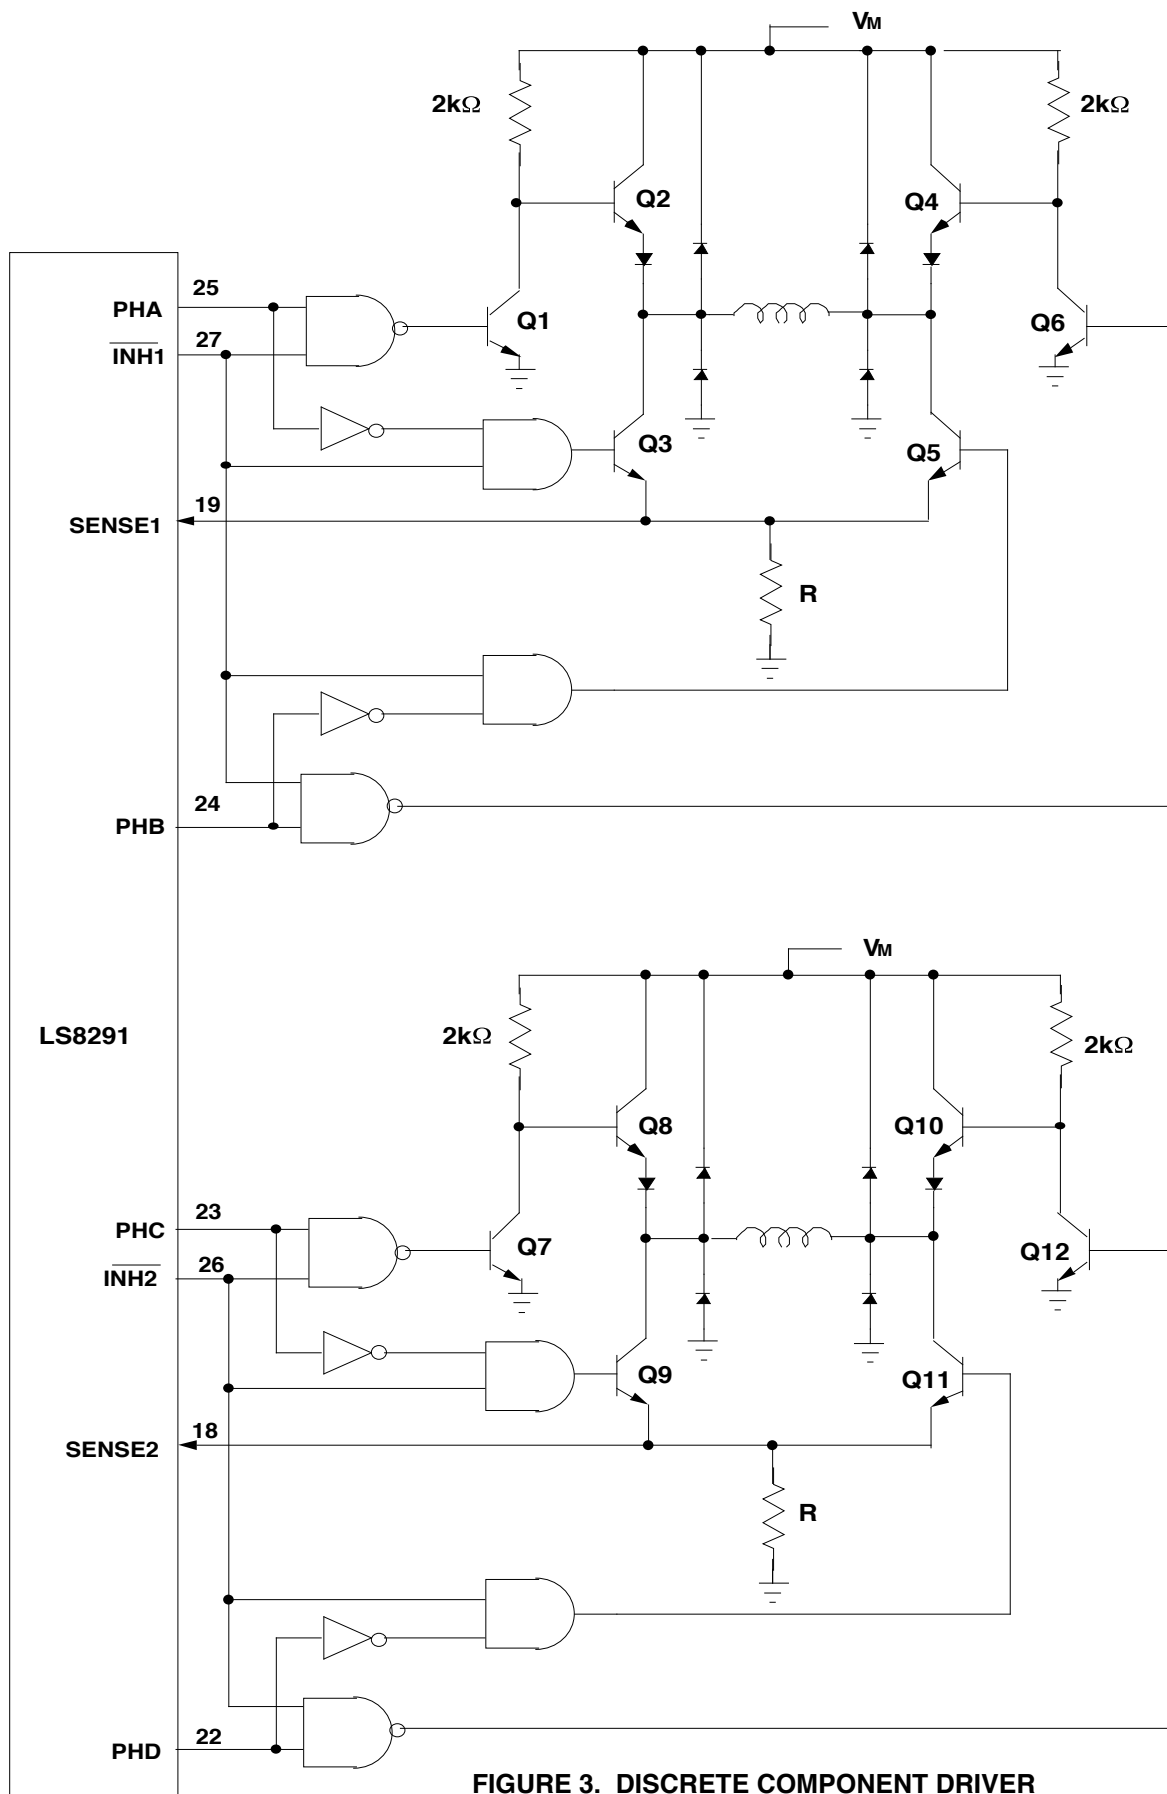 VM
2kΩ
2kΩ
Q2
Q4
25
PHA
Q1
Q6
27
INH1
Q3
Q5
19
SENSE1
R
24
PHB
VM
LS8291
2kΩ
2kΩ
Q8
Q10
23
PHC
Q7
Q12
26
INH2
Q9
Q11
18
SENSE2
R
22
PHD
FIGURE 3. DISCRETE COMPONENT DRIVER